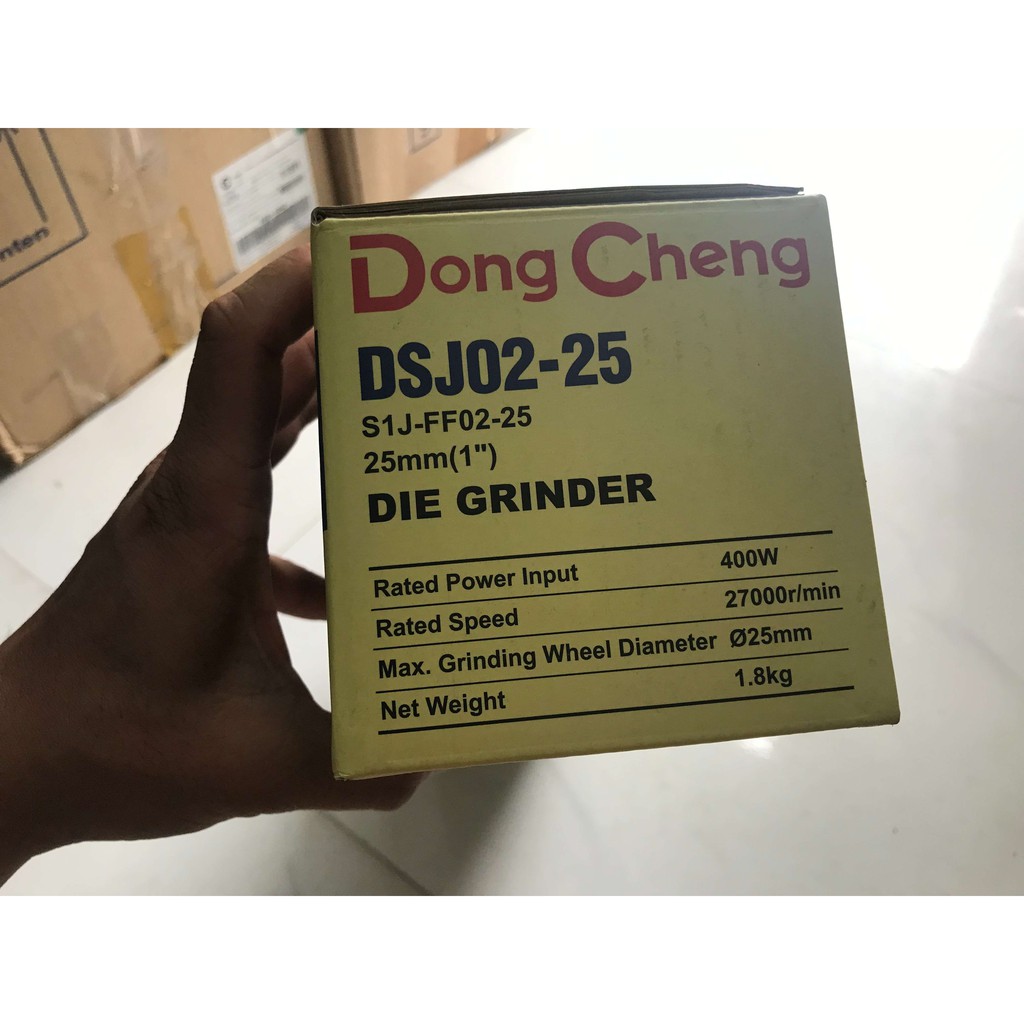 Dong Cheng
DSJ02-25
S1J-FF02-25
25mm(1")
DIE GRINDER
Rated Power Input 400W
Rated Speed 27000r/min
Max. Grinding Wheel Diameter Ø25mm
Net Weight 1.8kg